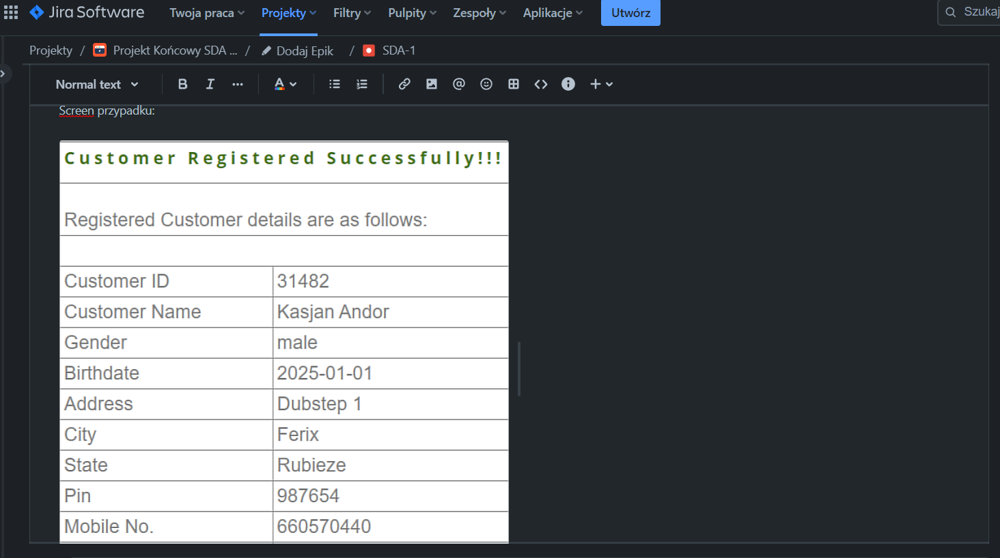 Jira Software Twoja praca Projekty Filtry Pulpity Zespoły Aplikacje Utwórz Szukaj
Projekty / Projekt Końcowy SDA ... / Dodaj Epik / SDA-1
Normal text B I ... A @ <> +
Screen przypadku:
Customer Registered Successfully!!!
Registered Customer details are as follows:
Customer ID 31482
Customer Name Kasjan Andor
Gender male
Birthdate 2025-01-01
Address Dubstep 1
City Ferix
State Rubieze
Pin 987654
Mobile No. 660570440